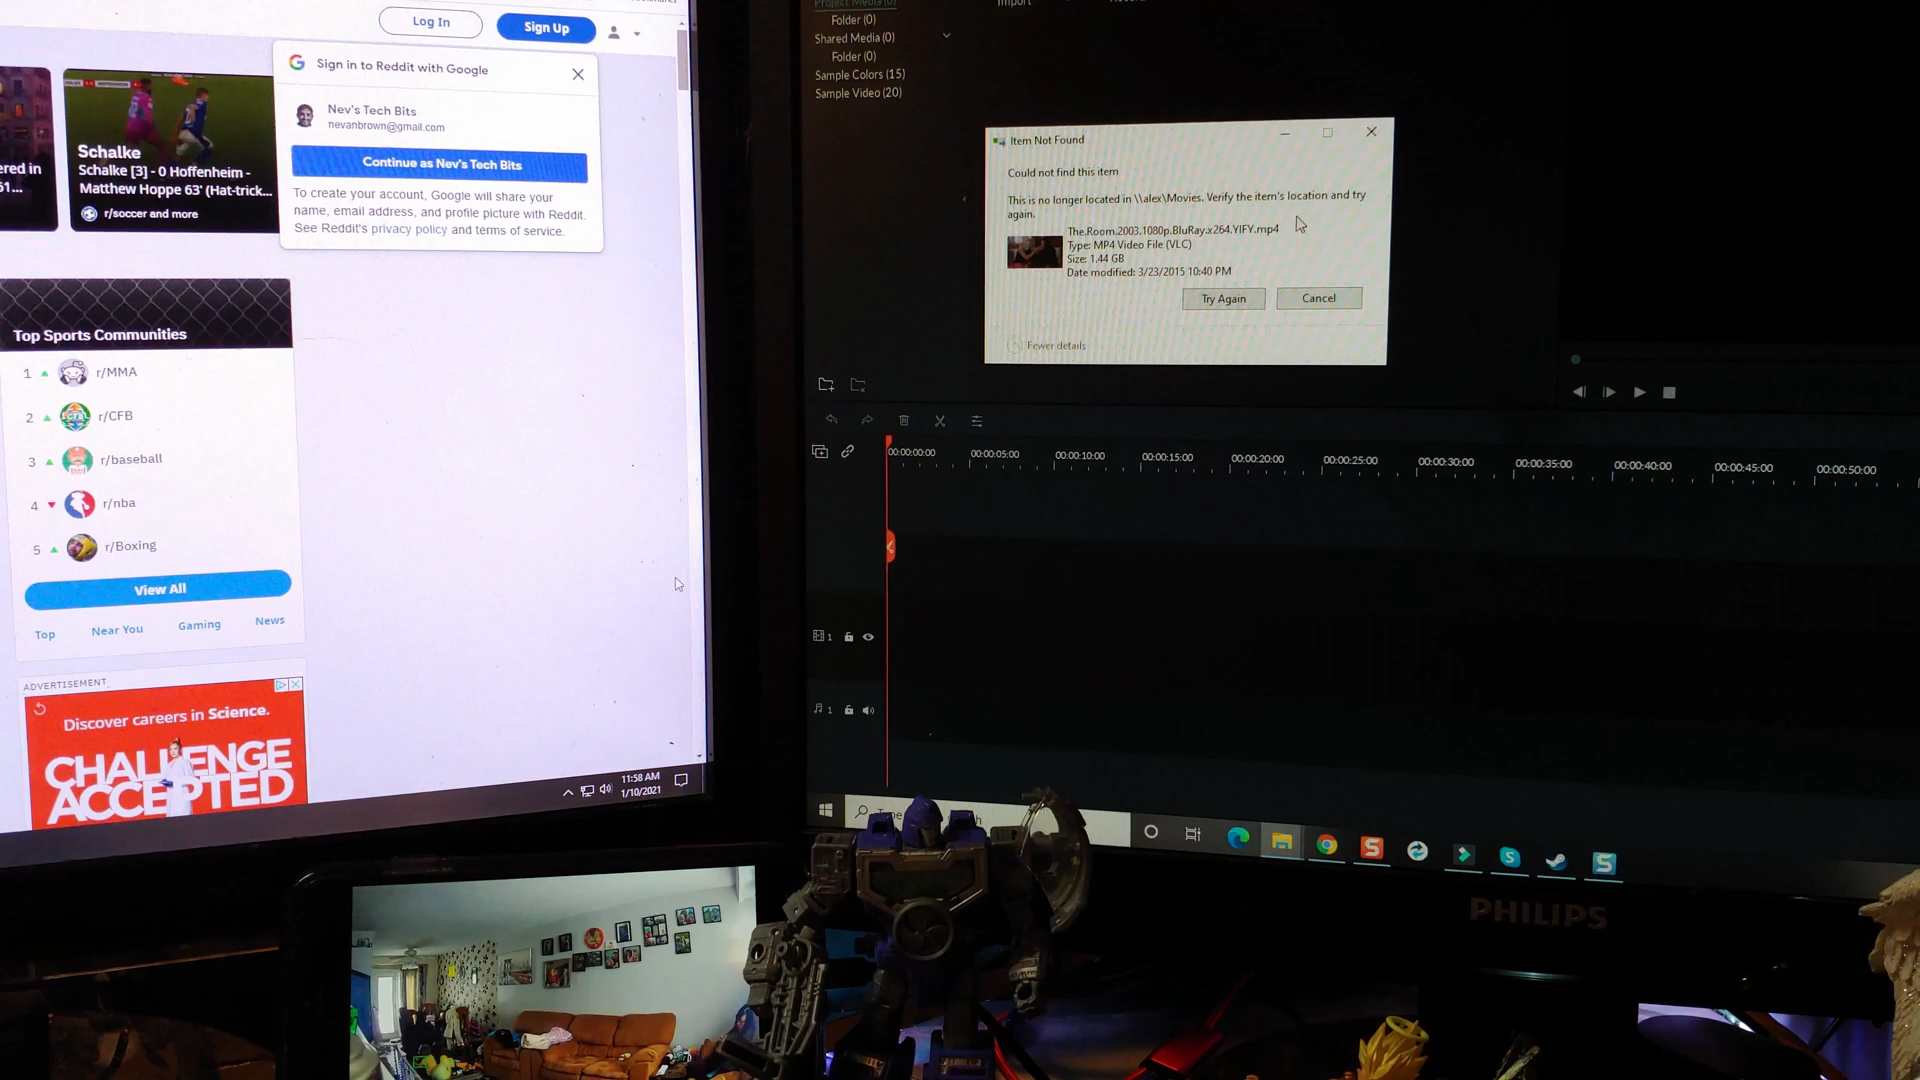 Log In
Sign Up
Sign in to Reddit with Google
Nev's Tech Bits
nevanbrown@gmail.com
Continue as Nev's Tech Bits
To create your account, Google will share your
name, email address, and profile picture with Reddit.
See Reddit's privacy policy and terms of service.
ered in
Schalke
Schalke [3] - 0 Hoffenheim -
Matthew Hoppe 63' (Hat-trick...
r/soccer and more
Top Sports Communities
1 r/MMA
2 r/CFB
3 r/baseball
4 r/nba
5 r/Boxing
View All
Top Near You Gaming News
ADVERTISEMENT
Discover careers in Science.
CHALLENGE
ACCEPTED
11:58 AM
1/10/2021
Project Media (0)
Import
Folder (0)
Shared Media (0)
Folder (0)
Sample Colors (15)
Sample Video (20)
Item Not Found
Could not find this item
This is no longer located in \\alex\Movies. Verify the item's location and try
again.
The.Room.2003.1080p.BluRay.x264.YIFY.mp4
Type: MP4 Video File (VLC)
Size: 1.44 GB
Date modified: 3/23/2015 10:40 PM
Try Again
Cancel
Fewer details
00:00:00:00 00:00:05:00 00:00:10:00 00:00:15:00 00:00:20:00 00:00:25:00 00:00:30:00 00:00:35:00 00:00:40:00 00:00:45:00 00:00:50:00
1
1
PHILIPS